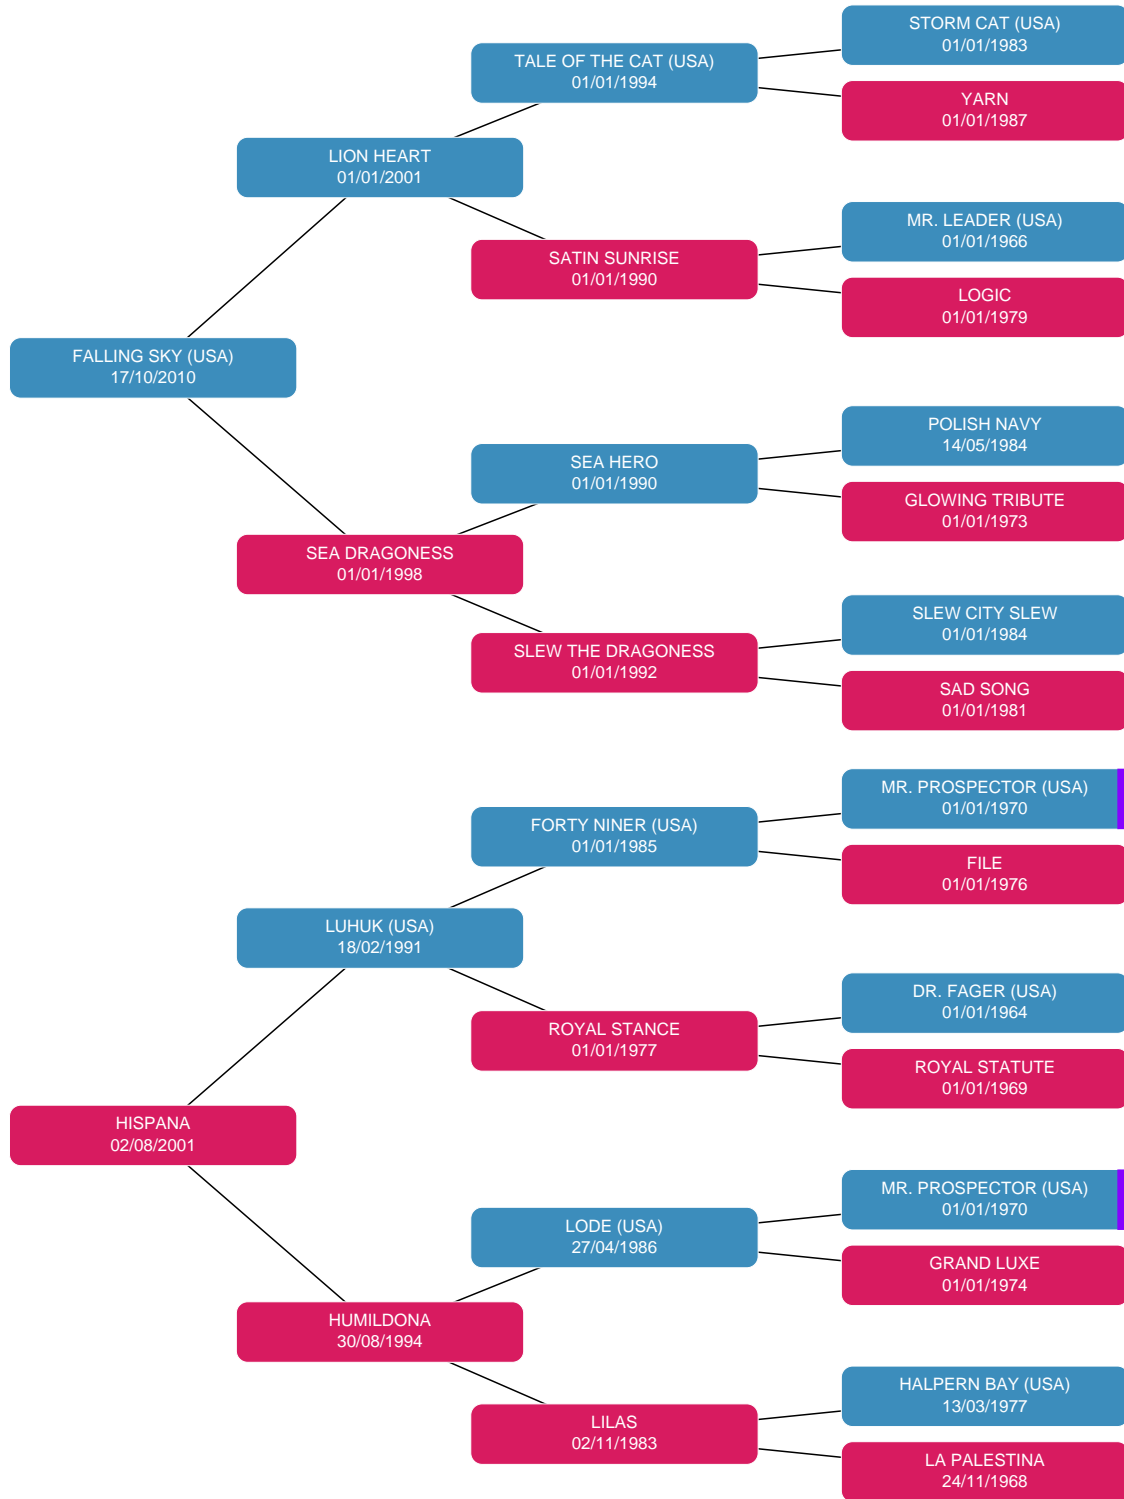 STORM CAT (USA)
01/01/1983
TALE OF THE CAT (USA)
01/01/1994
YARN
01/01/1987
LION HEART
01/01/2001
MR. LEADER (USA)
01/01/1966
SATIN SUNRISE
01/01/1990
LOGIC
01/01/1979
FALLING SKY (USA)
17/10/2010
POLISH NAVY
14/05/1984
SEA HERO
01/01/1990
GLOWING TRIBUTE
01/01/1973
SEA DRAGONESS
01/01/1998
SLEW CITY SLEW
01/01/1984
SLEW THE DRAGONESS
01/01/1992
SAD SONG
01/01/1981
MR. PROSPECTOR (USA)
01/01/1970
FORTY NINER (USA)
01/01/1985
FILE
01/01/1976
LUHUK (USA)
18/02/1991
DR. FAGER (USA)
01/01/1964
ROYAL STANCE
01/01/1977
ROYAL STATUTE
01/01/1969
HISPANA
02/08/2001
MR. PROSPECTOR (USA)
01/01/1970
LODE (USA)
27/04/1986
GRAND LUXE
01/01/1974
HUMILDONA
30/08/1994
HALPERN BAY (USA)
13/03/1977
LILAS
02/11/1983
LA PALESTINA
24/11/1968